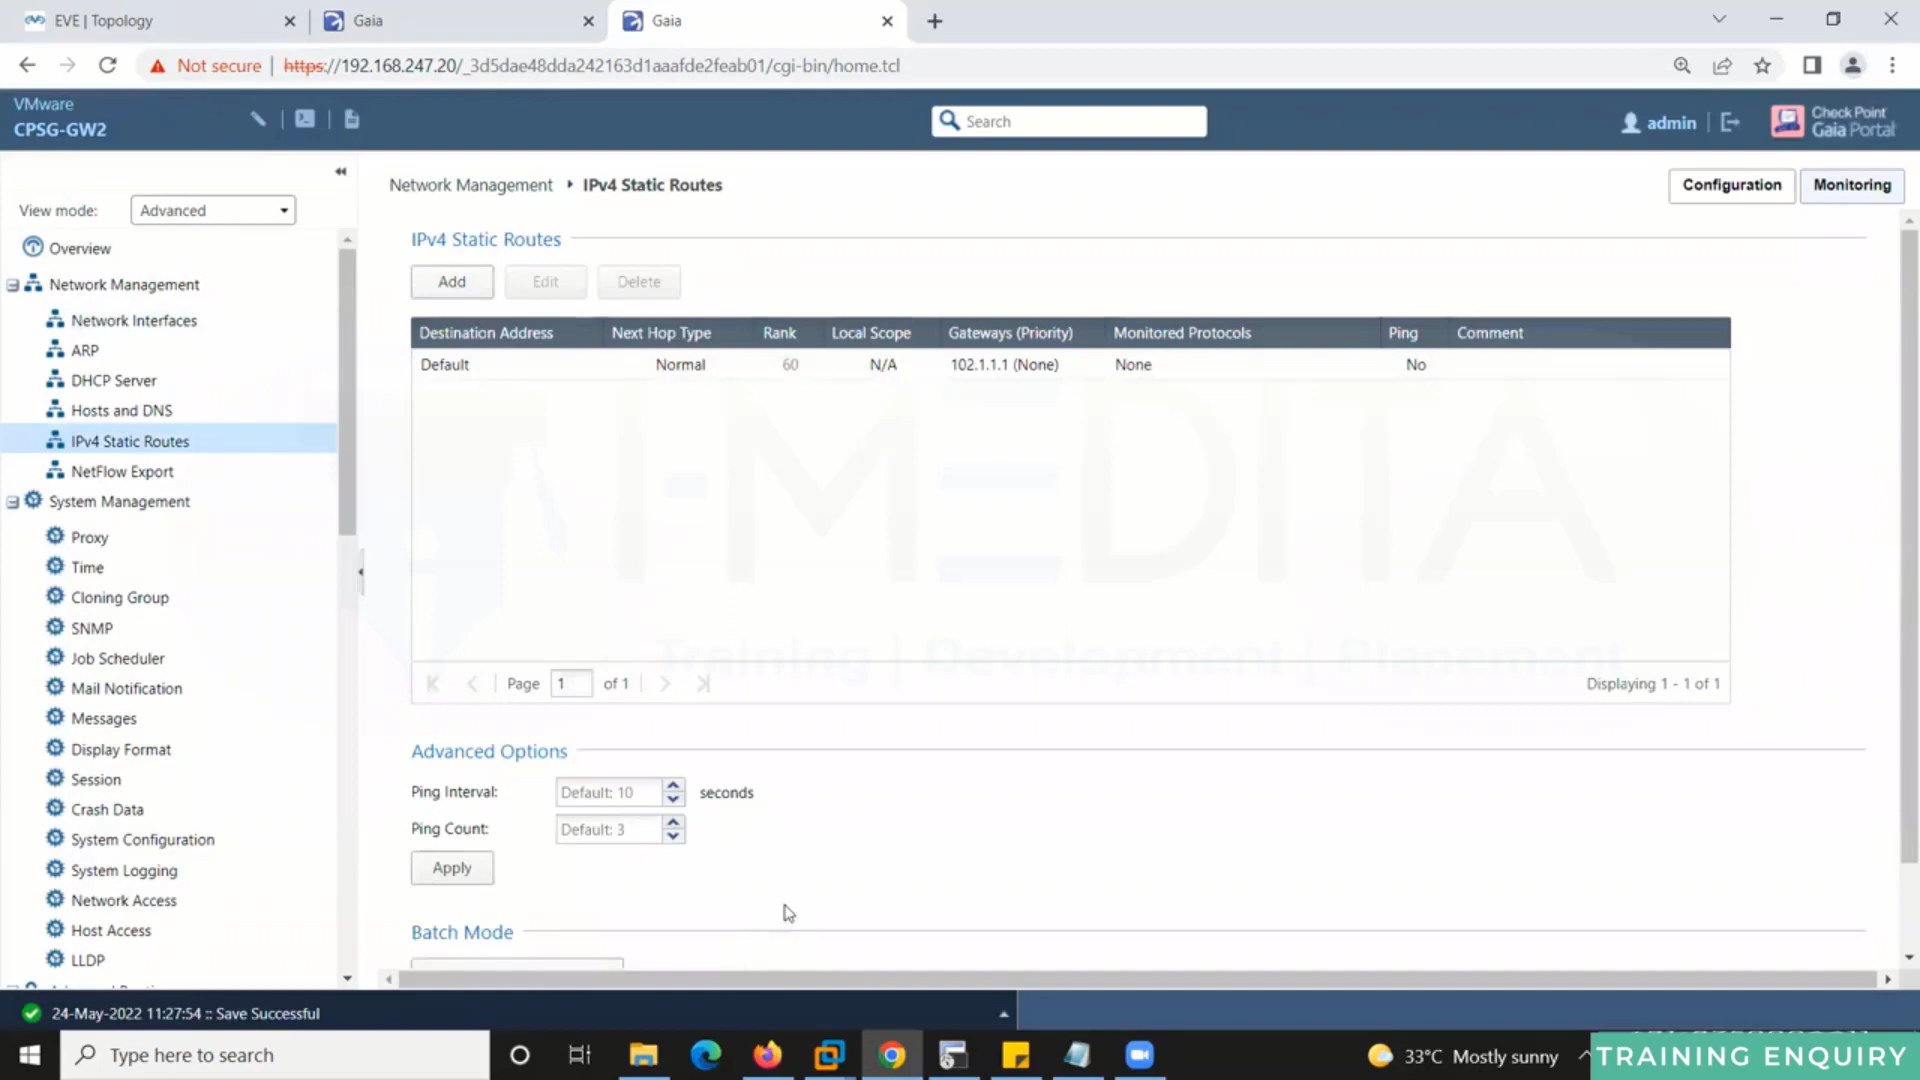 EVE | Topology
Gaia
Gaia
Not secure
https://192.168.247.20/_3d5dae48dda242163d1aaafde2feab01/cgi-bin/home.tcl
VMware
CPSG-GW2
Search
admin
Check Point
Gaia Portal
View mode:
Advanced
Network Management
IPv4 Static Routes
Configuration
Monitoring
Overview
Network Management
Network Interfaces
ARP
DHCP Server
Hosts and DNS
IPv4 Static Routes
NetFlow Export
System Management
Proxy
Time
Cloning Group
SNMP
Job Scheduler
Mail Notification
Messages
Display Format
Session
Crash Data
System Configuration
System Logging
Network Access
Host Access
LLDP
IPv4 Static Routes
Add
Edit
Delete
Destination Address Next Hop Type Rank Local Scope Gateways (Priority) Monitored Protocols Ping Comment
Default Normal 60 N/A 102.1.1.1 (None) None No
I-MEDITA
Training | Development | Placement
Page 1 of 1
Displaying 1 - 1 of 1
Advanced Options
Ping Interval: Default: 10 seconds
Ping Count: Default: 3
Apply
Batch Mode
24-May-2022 11:27:54 :: Save Successful
Type here to search
33°C Mostly sunny
TRAINING ENQUIRY